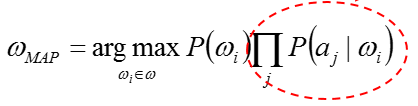 ω_MAP = arg max_{ω_i∈ω} P(ω_i) ∏_j P(a_j | ω_i)